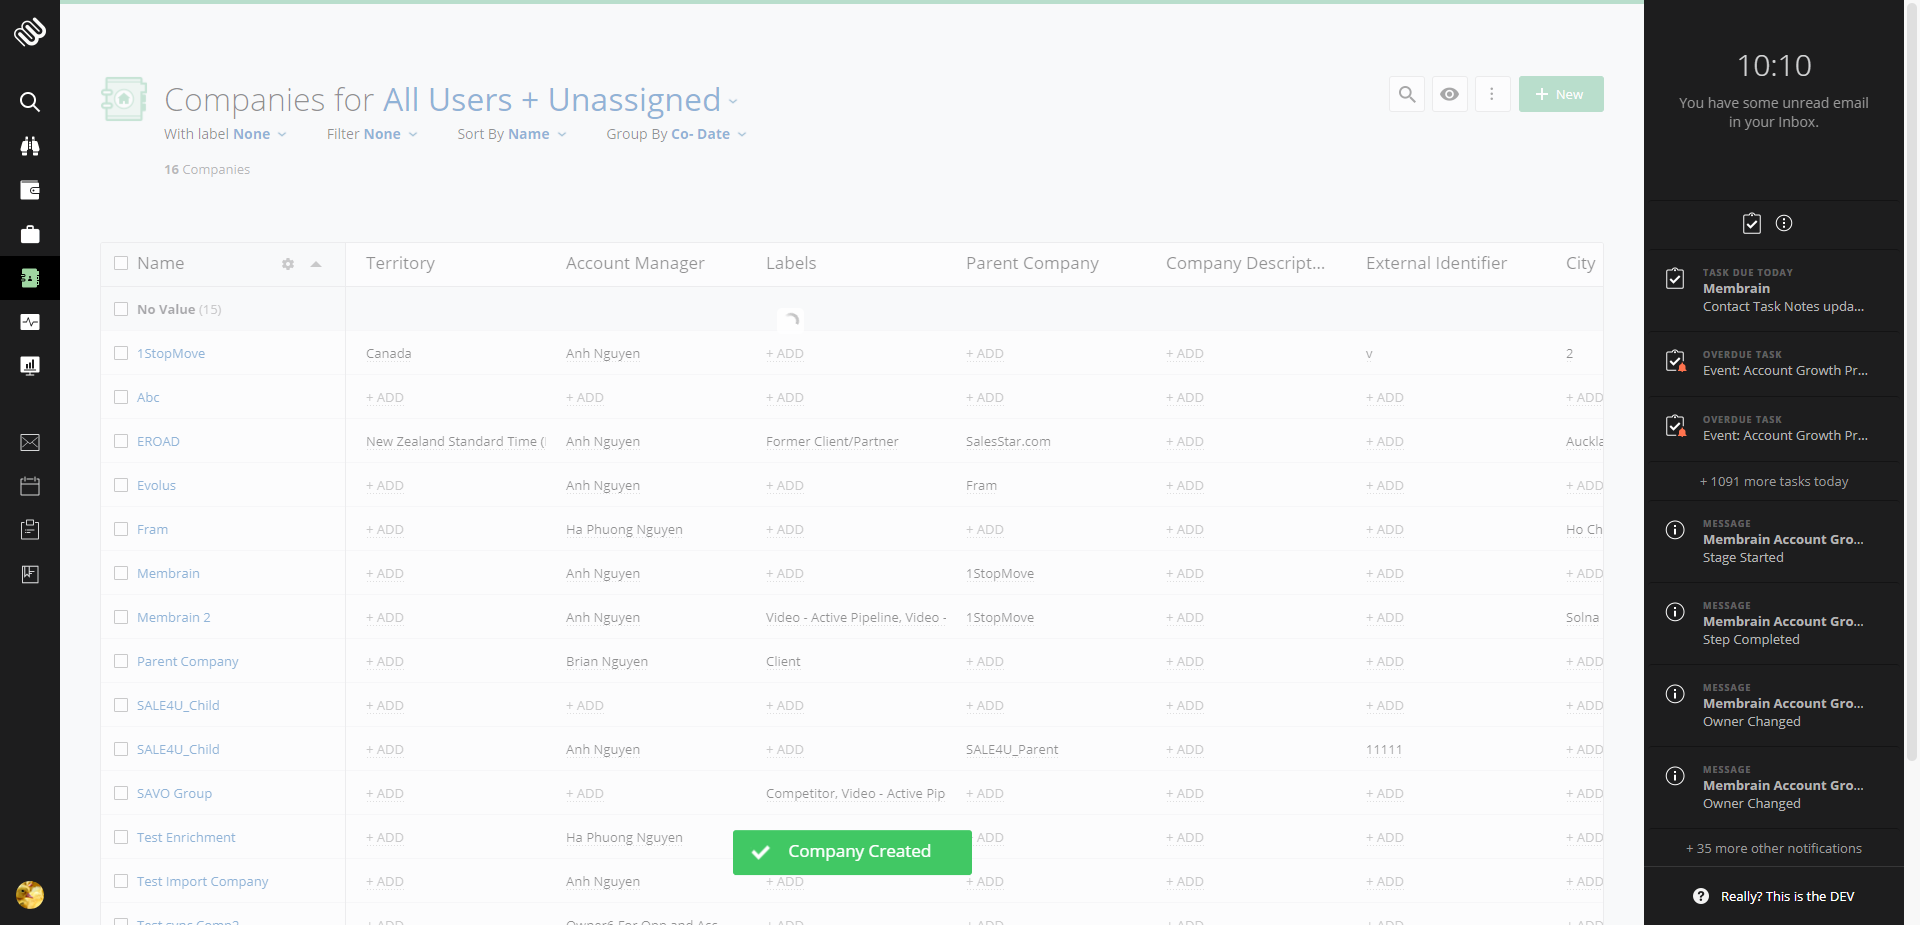 Companies for All Users + Unassigned
With label None Filter None Sort By Name Group By Co- Date
16 Companies
New
Name Territory Account Manager Labels Parent Company Company Descript... External Identifier City
No Value (15)
1StopMove Canada Anh Nguyen + ADD + ADD + ADD v 2
Abc + ADD + ADD + ADD + ADD + ADD + ADD + ADD
EROAD New Zealand Standard Time ( Anh Nguyen Former Client/Partner SalesStar.com + ADD + ADD Auckla
Evolus + ADD Anh Nguyen + ADD Fram + ADD + ADD + ADD
Fram + ADD Ha Phuong Nguyen + ADD + ADD + ADD + ADD Ho Ch
Membrain + ADD Anh Nguyen + ADD 1StopMove + ADD + ADD + ADD
Membrain 2 + ADD Anh Nguyen Video - Active Pipeline, Video - 1StopMove + ADD + ADD Solna
Parent Company + ADD Brian Nguyen Client + ADD + ADD + ADD + ADD
SALE4U_Child + ADD + ADD + ADD + ADD + ADD + ADD + ADD
SALE4U_Child + ADD Anh Nguyen + ADD SALE4U_Parent + ADD 11111 + ADD
SAVO Group + ADD + ADD Competitor, Video - Active Pip + ADD + ADD + ADD + ADD
Test Enrichment + ADD Ha Phuong Nguyen ADD + ADD + ADD + ADD
Company Created
Test Import Company + ADD Anh Nguyen + ADD + ADD + ADD + ADD + ADD
10:10
You have some unread email
in your Inbox.
TASK DUE TODAY
Membrain
Contact Task Notes upda...
OVERDUE TASK
Event: Account Growth Pr...
OVERDUE TASK
Event: Account Growth Pr...
+ 1091 more tasks today
MESSAGE
Membrain Account Gro...
Stage Started
MESSAGE
Membrain Account Gro...
Step Completed
MESSAGE
Membrain Account Gro...
Owner Changed
MESSAGE
Membrain Account Gro...
Owner Changed
+ 35 more other notifications
Really? This is the DEV